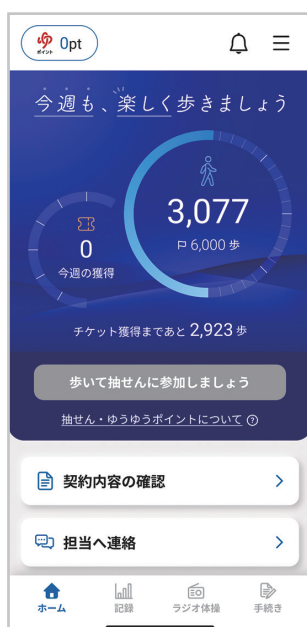 ゆう
ポイント
0pt
今週も、楽しく歩きましょう
3,077
6,000 歩
0
今週の獲得
チケット獲得まであと 2,923 歩
歩いて抽せんに参加しましょう
抽せん・ゆうゆうポイントについて ?
契約内容の確認
担当へ連絡
ホーム
記録
ラジオ体操
手続き